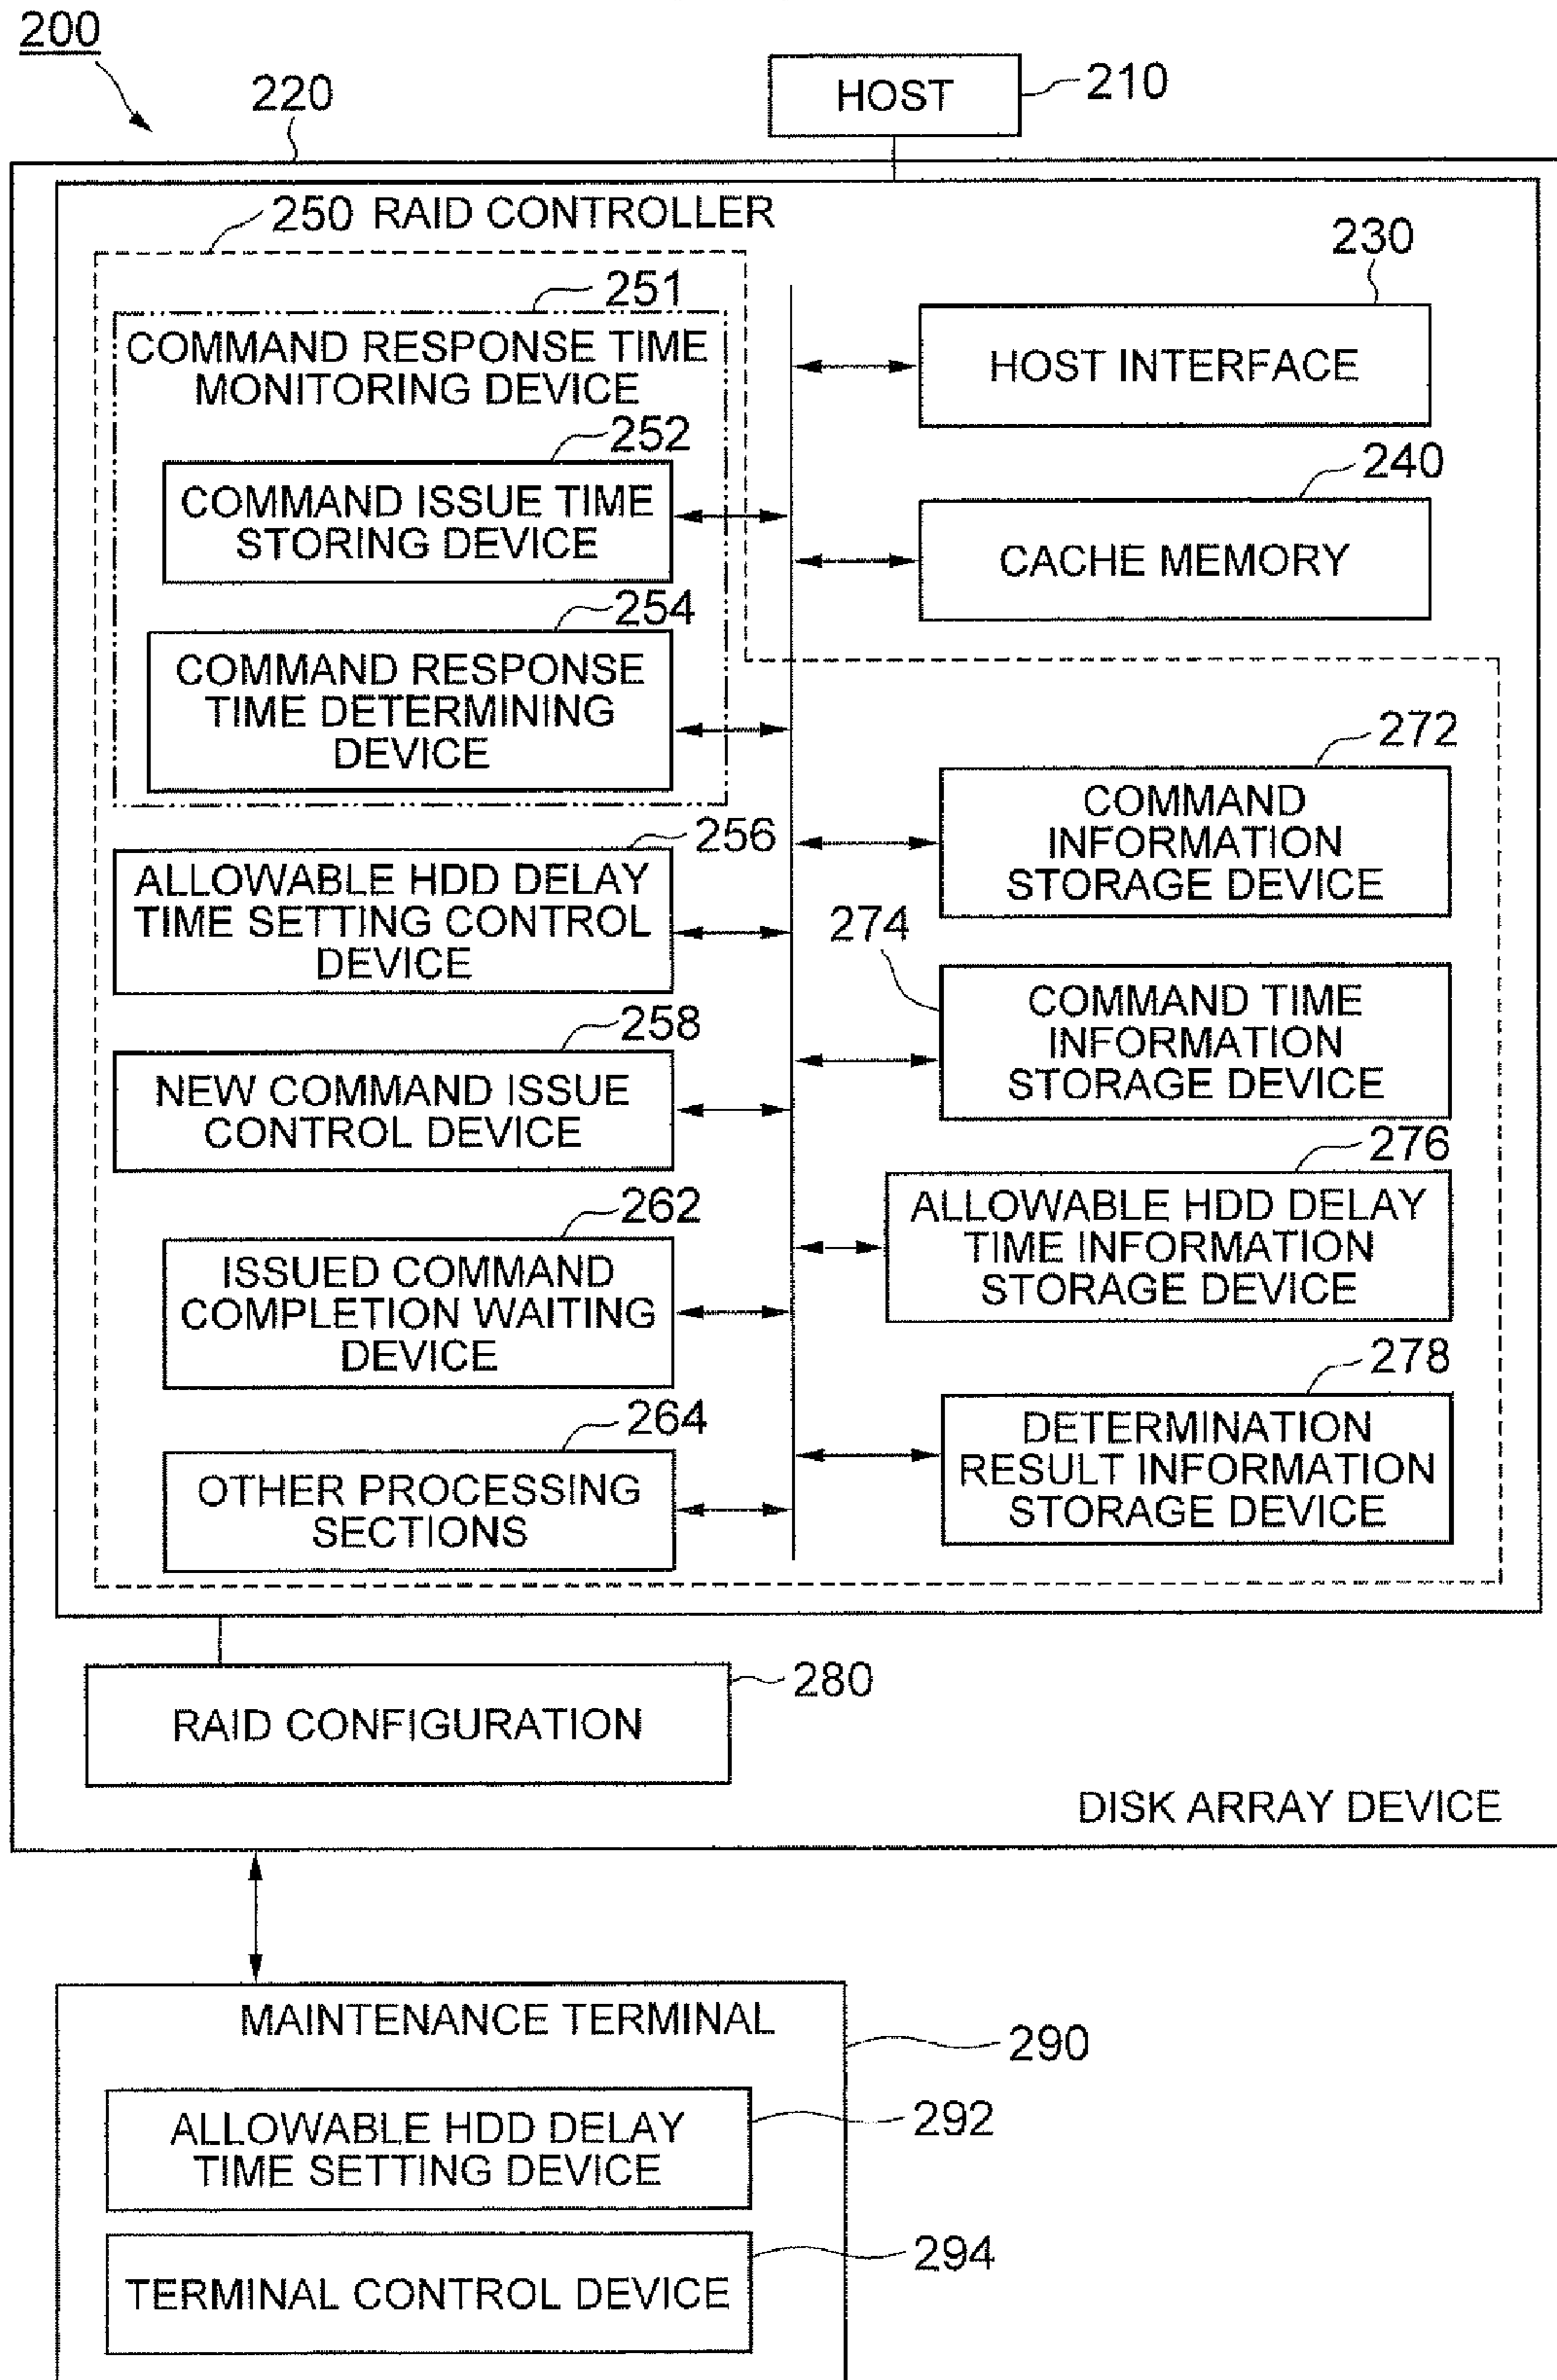 200
220
HOST
210
250
RAID CONTROLLER
230
251
COMMAND RESPONSE TIME
MONITORING DEVICE
HOST INTERFACE
252
240
COMMAND ISSUE TIME
STORING DEVICE
CACHE MEMORY
254
COMMAND RESPONSE
TIME DETERMINING
DEVICE
272
COMMAND
INFORMATION
STORAGE DEVICE
256
ALLOWABLE HDD DELAY
TIME SETTING CONTROL
DEVICE
274
COMMAND TIME
INFORMATION
STORAGE DEVICE
258
NEW COMMAND ISSUE
CONTROL DEVICE
276
ALLOWABLE HDD DELAY
TIME INFORMATION
STORAGE DEVICE
262
ISSUED COMMAND
COMPLETION WAITING
DEVICE
278
DETERMINATION
RESULT INFORMATION
STORAGE DEVICE
264
OTHER PROCESSING
SECTIONS
280
RAID CONFIGURATION
DISK ARRAY DEVICE
MAINTENANCE TERMINAL
290
ALLOWABLE HDD DELAY
TIME SETTING DEVICE
292
TERMINAL CONTROL DEVICE
294